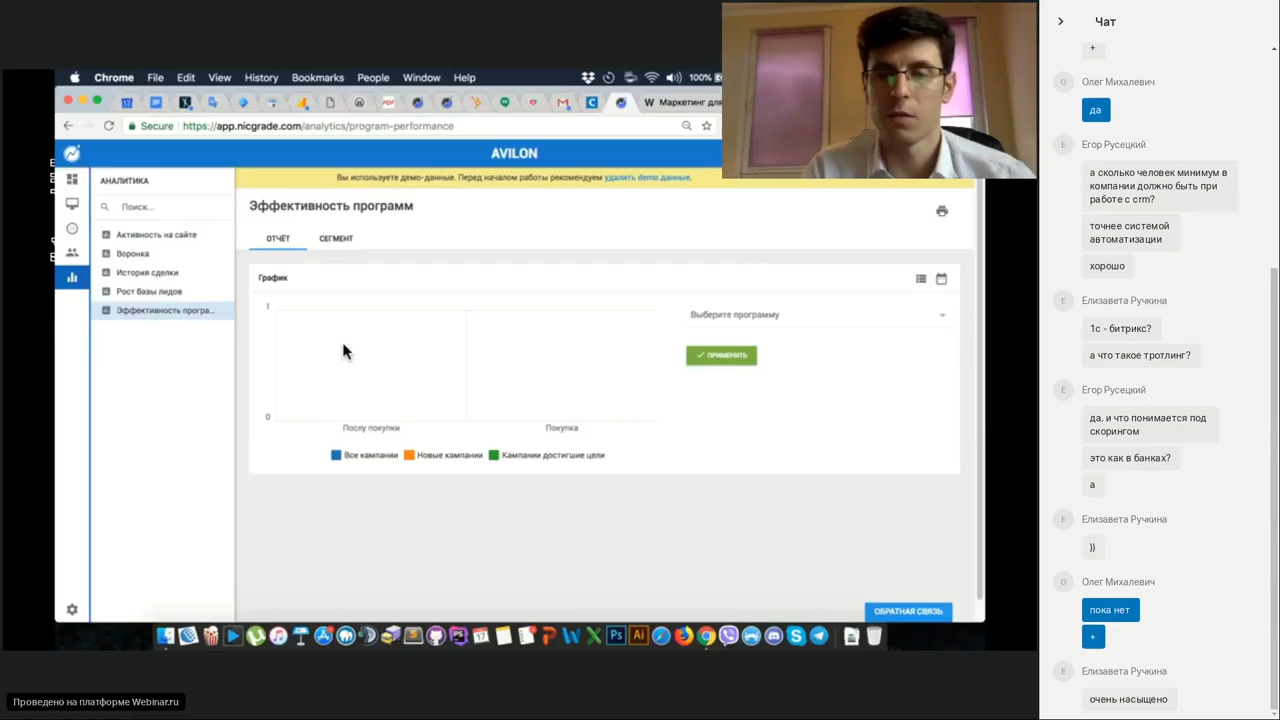 Chrome File Edit View History Bookmarks People Window Help
100%
Маркетинг для
Secure https://app.nicgrade.com/analytics/program-performance
AVILON
АНАЛИТИКА
Вы используете демо-данные. Перед началом работы рекомендуем удалить demo данные.
Поиск...
Эффективность программ
Активность на сайте
ОТЧЁТ СЕГМЕНТ
Воронка
История сделки
График
Рост базы лидов
Эффективность програ...
1
Выберите программу
ПРИМЕНИТЬ
0
Послу покупки Покупка
Все кампании Новые кампании Кампании достигшие цели
ОБРАТНАЯ СВЯЗЬ
Проведено на платформе Webinar.ru
Чат
+
Олег Михалевич
да
Егор Русецкий
а сколько человек минимум в
компании должно быть при
работе с crm?
точнее системой
автоматизации
хорошо
Елизавета Ручкина
1с - битрикс?
а что такое тротлинг?
Егор Русецкий
да, и что понимается под
скорингом
это как в банках?
а
Елизавета Ручкина
))
Олег Михалевич
пока нет
+
Елизавета Ручкина
очень насыщено